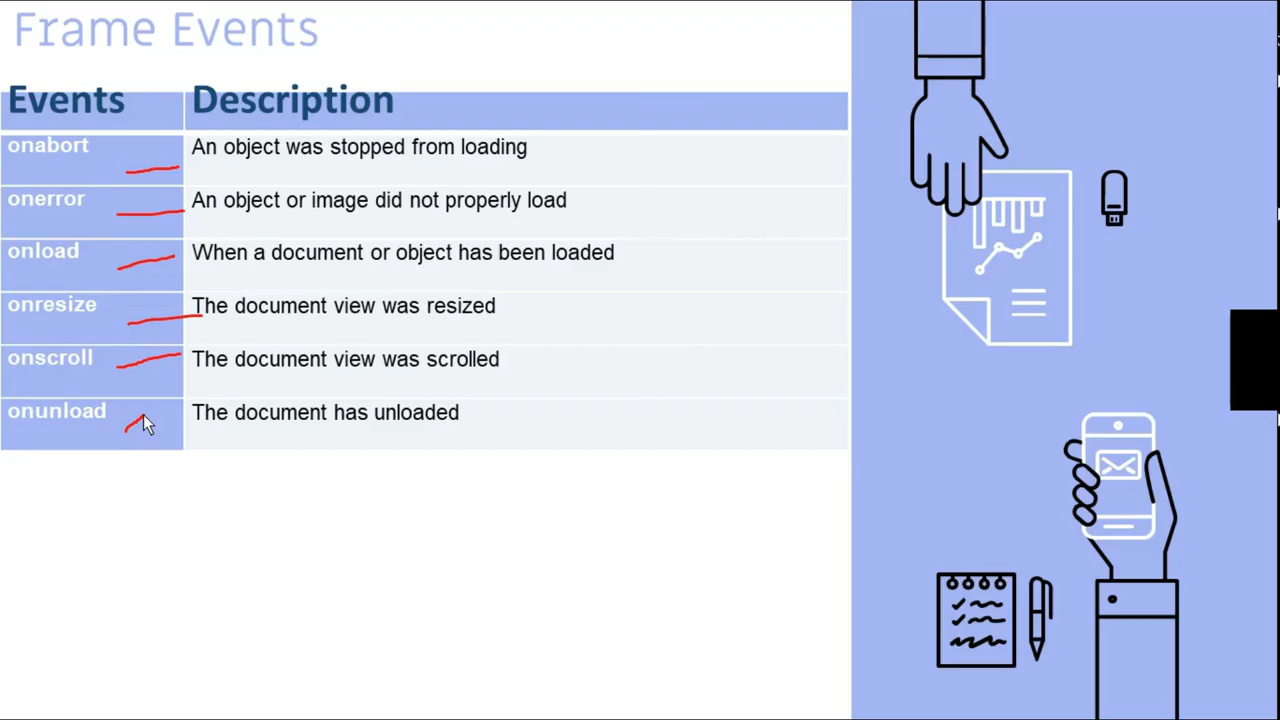 Frame Events
Events Description
onabort An object was stopped from loading
onerror An object or image did not properly load
onload When a document or object has been loaded
onresize The document view was resized
onscroll The document view was scrolled
onunload The document has unloaded